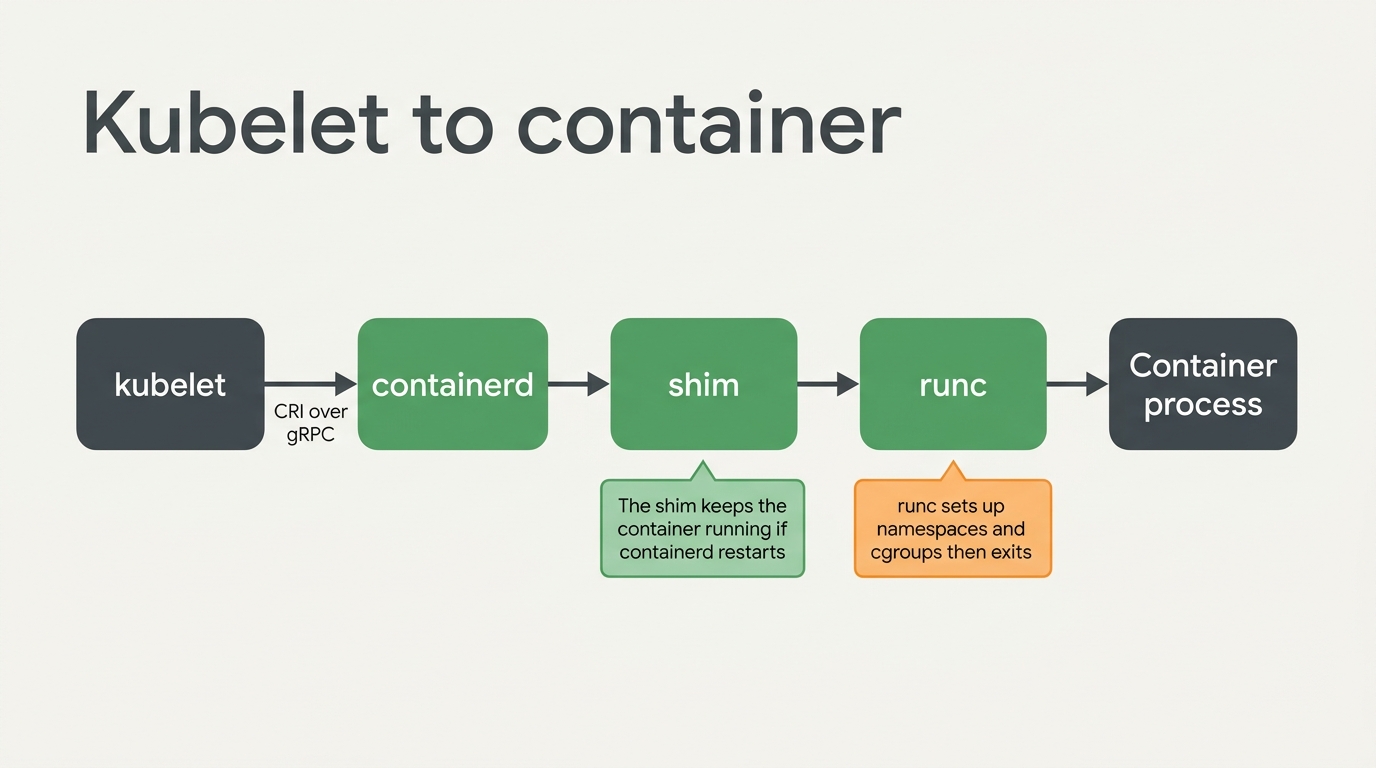 Kubelet to container
kubelet
CRI over
gRPC
containerd
shim
runc
Container
process
The shim keeps the
container running if
containerd restarts
runc sets up
namespaces and
cgroups then exits